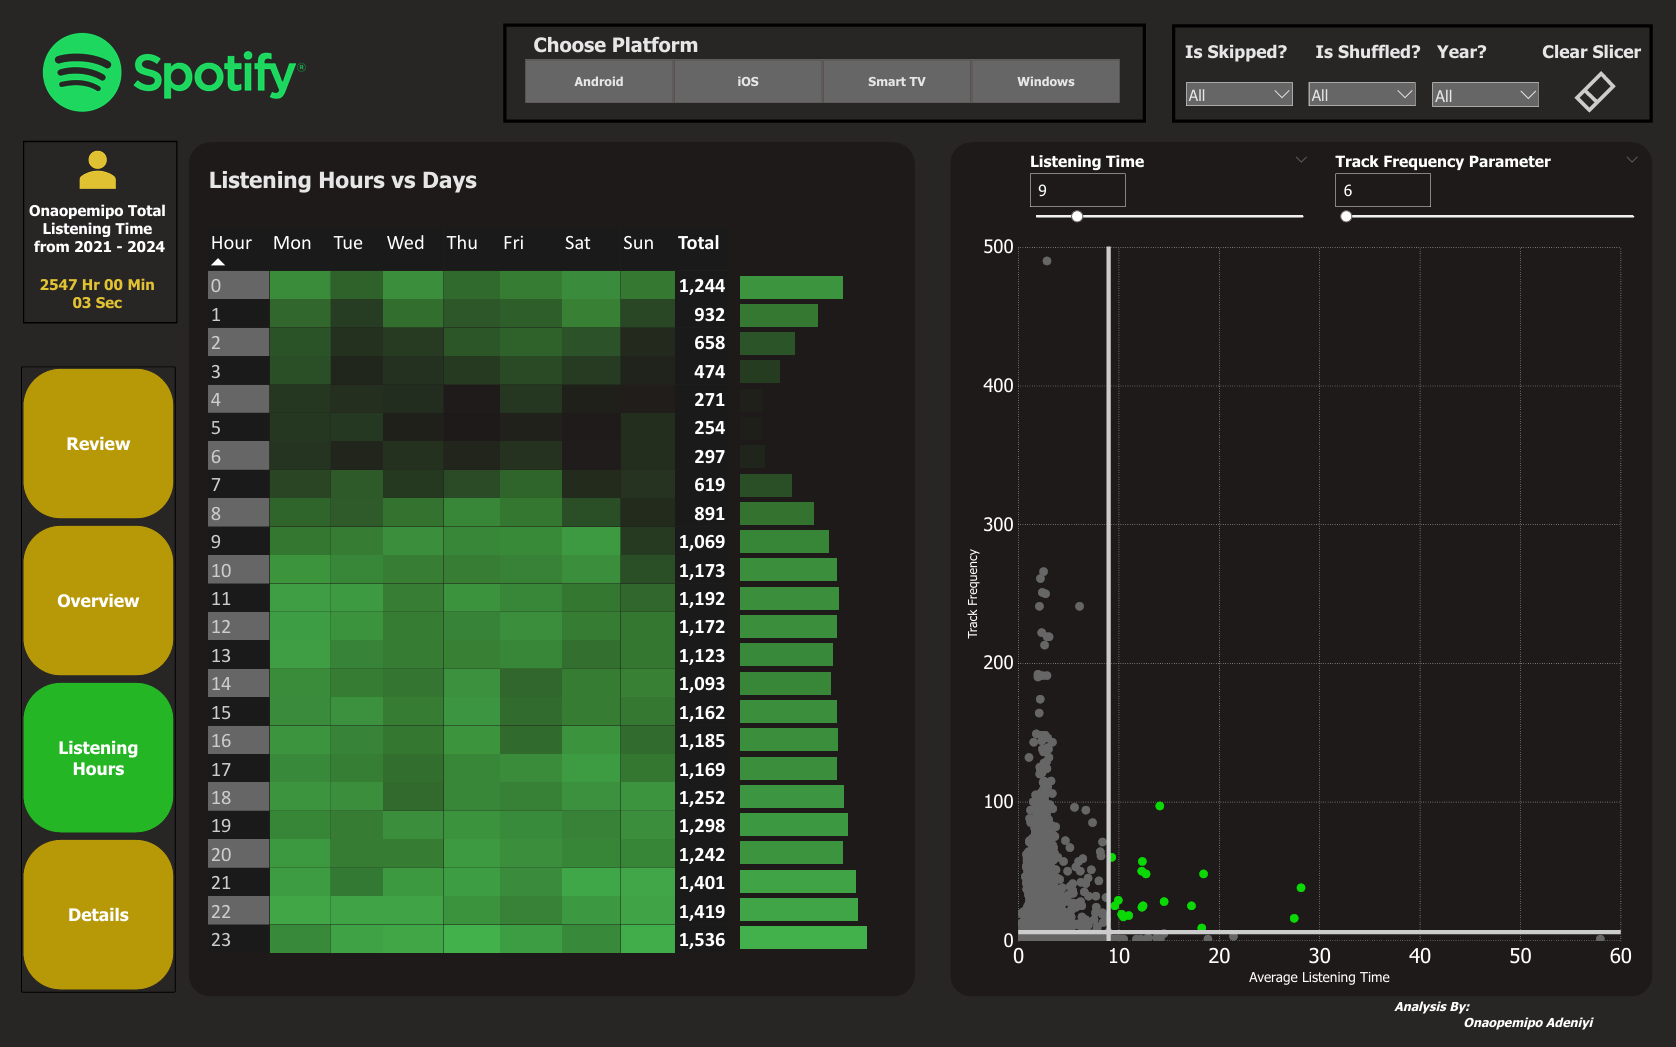 Spotify®
Choose Platform
Android iOS Smart TV Windows
Is Skipped? Is Shuffled? Year? Clear Slicer
All All All
Onaopemipo Total
Listening Time
from 2021 - 2024
2547 Hr 00 Min
03 Sec
Review
Overview
Listening
Hours
Details
Listening Hours vs Days
Hour Mon Tue Wed Thu Fri Sat Sun Total
0 1,244
1 932
2 658
3 474
4 271
5 254
6 297
7 619
8 891
9 1,069
10 1,173
11 1,192
12 1,172
13 1,123
14 1,093
15 1,162
16 1,185
17 1,169
18 1,252
19 1,298
20 1,242
21 1,401
22 1,419
23 1,536
Listening Time Track Frequency Parameter
9 6
500
400
300
200
100
0
Track Frequency
0 10 20 30 40 50 60
Average Listening Time
Analysis By:
Onaopemipo Adeniyi